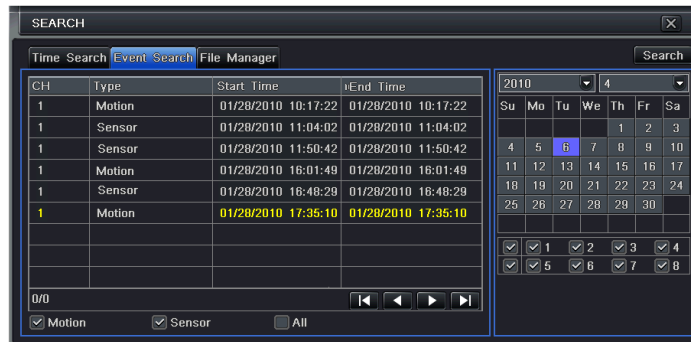 SEARCH
Time Search Event Search File Manager Search
CH Type Start Time End Time
1 Motion 01/28/2010 10:17:22 01/28/2010 10:17:22
1 Sensor 01/28/2010 11:04:02 01/28/2010 11:04:02
1 Sensor 01/28/2010 11:50:42 01/28/2010 11:50:42
1 Motion 01/28/2010 16:01:49 01/28/2010 16:01:49
1 Sensor 01/28/2010 16:48:29 01/28/2010 16:48:29
1 Motion 01/28/2010 17:35:10 01/28/2010 17:35:10
0/0
Motion Sensor All
2010 4
Su Mo Tu We Th Fr Sa
1 2 3
4 5 6 7 8 9 10
11 12 13 14 15 16 17
18 19 20 21 22 23 24
25 26 27 28 29 30
1 2 3 4
5 6 7 8